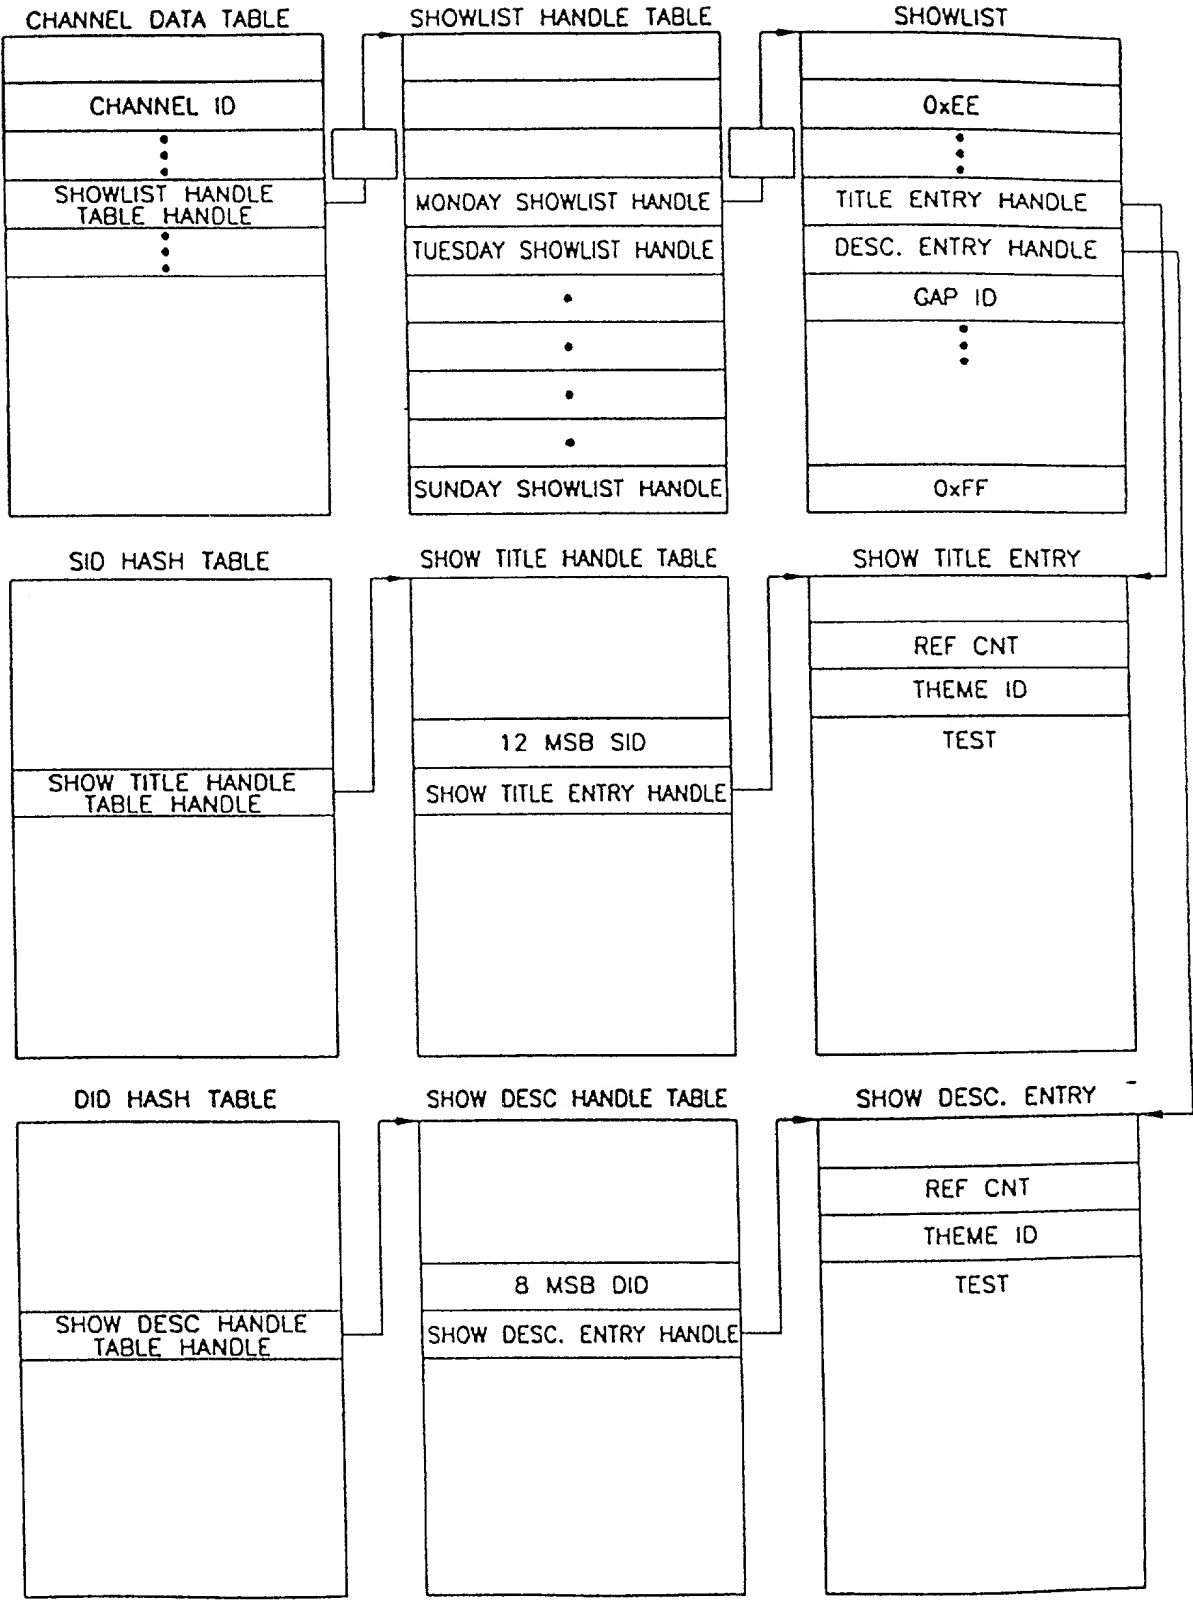 CHANNEL DATA TABLE
SHOWLIST HANDLE TABLE
SHOWLIST
CHANNEL ID
SHOWLIST HANDLE
TABLE HANDLE
MONDAY SHOWLIST HANDLE
TUESDAY SHOWLIST HANDLE
SUNDAY SHOWLIST HANDLE
0xEE
TITLE ENTRY HANDLE
DESC. ENTRY HANDLE
GAP ID
0xFF
SID HASH TABLE
SHOW TITLE HANDLE TABLE
SHOW TITLE ENTRY
SHOW TITLE HANDLE
TABLE HANDLE
12 MSB SID
SHOW TITLE ENTRY HANDLE
REF CNT
THEME ID
TEST
DID HASH TABLE
SHOW DESC HANDLE TABLE
SHOW DESC. ENTRY
SHOW DESC HANDLE
TABLE HANDLE
8 MSB DID
SHOW DESC. ENTRY HANDLE
REF CNT
THEME ID
TEST